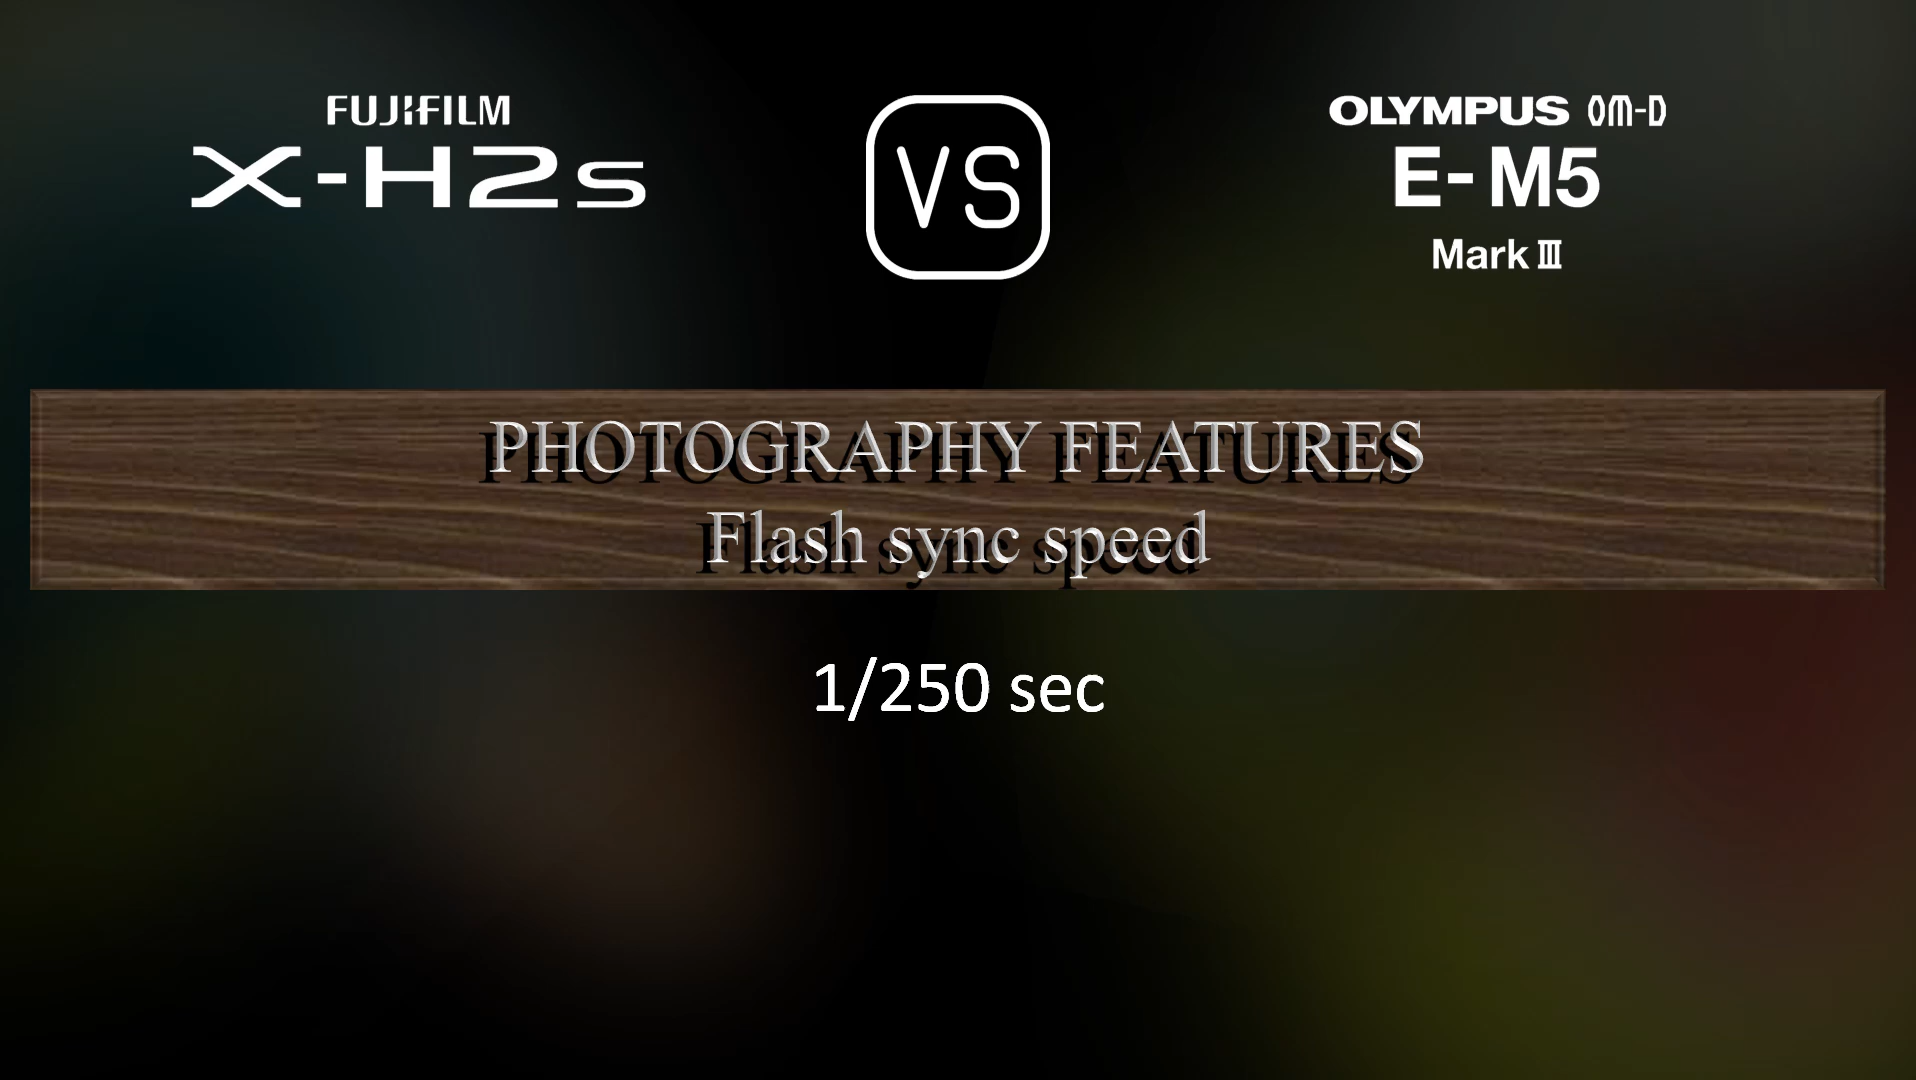 FUJIFILM
X-H2s
VS
OLYMPUS OM-D
E-M5
Mark III
PHOTOGRAPHY FEATURES
Flash sync speed
1/250 sec